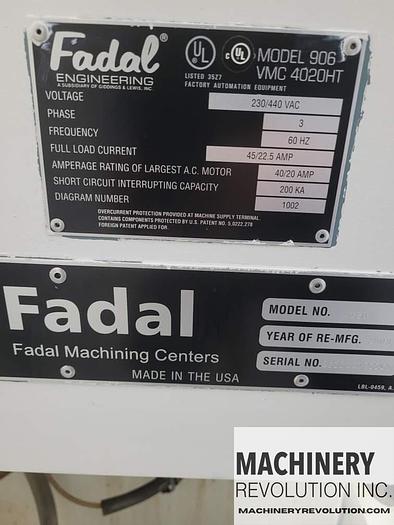 Fadal
ENGINEERING
A SUBSIDIARY OF GIDDINGS & LEWIS, INC.
UL
UL
LISTED 35Z7
FACTORY AUTOMATION EQUIPMENT
MODEL 906
VMC 4020HT
VOLTAGE 230/440 VAC
PHASE 3
FREQUENCY 60 HZ
FULL LOAD CURRENT 45/22.5 AMP
AMPERAGE RATING OF LARGEST A.C. MOTOR 40/20 AMP
SHORT CIRCUIT INTERRUPTING CAPACITY 200 KA
DIAGRAM NUMBER 1002
OVERCURRENT PROTECTION PROVIDED AT MACHINE SUPPLY TERMINAL.
CONTAINS COMPONENTS PROTECTED BY U.S. PATENT NO. 5,0222,278
FOREIGN PATENT APPLIED FOR.
Fadal
Fadal Machining Centers
MADE IN THE USA
MODEL NO.
YEAR OF RE-MFG.
SERIAL NO.
LBL-0459, A.
MACHINERY
REVOLUTION INC.
MACHINERYREVOLUTION.COM